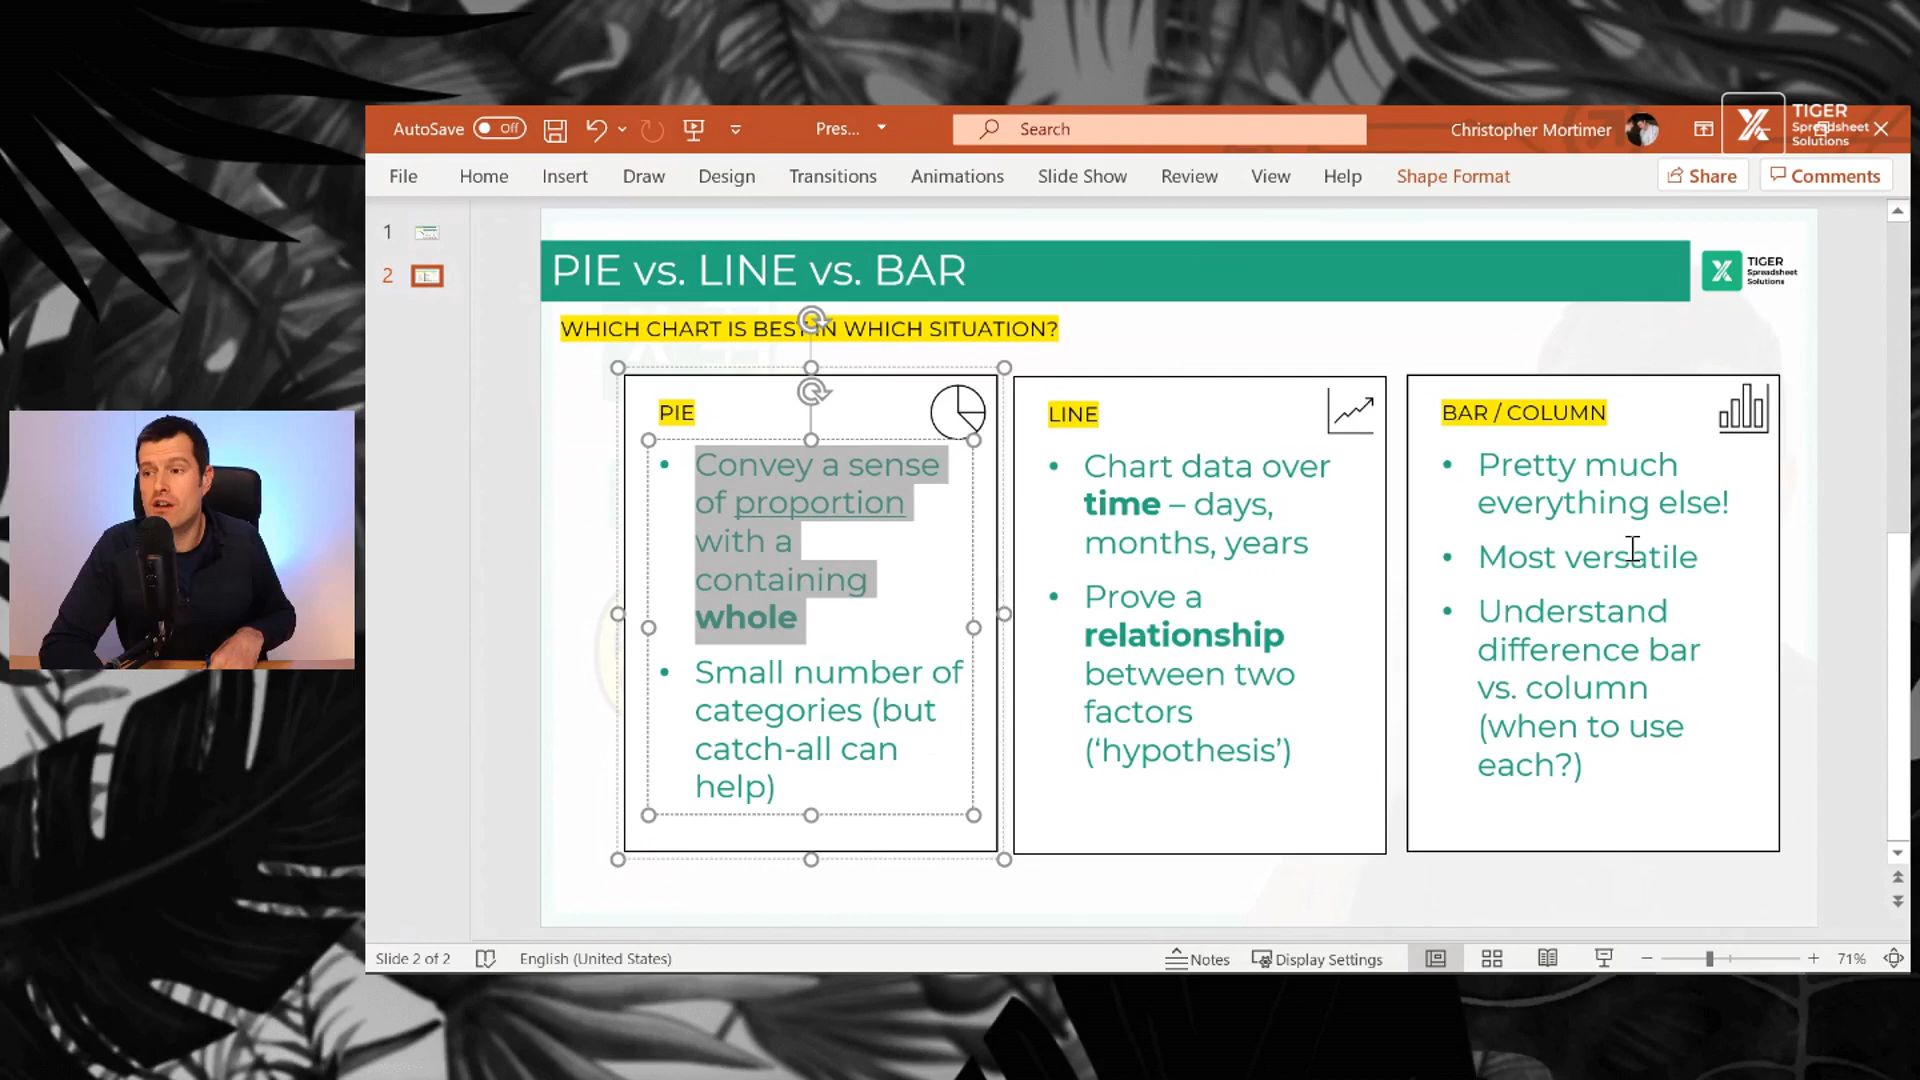 AutoSave Off Pres... Search Christopher Mortimer
TIGER
Spreadsheet
Solutions
File Home Insert Draw Design Transitions Animations Slide Show Review View Help Shape Format Share Comments
1
2
PIE vs. LINE vs. BAR
TIGER
Spreadsheet
Solutions
WHICH CHART IS BEST IN WHICH SITUATION?
PIE
• Convey a sense
of proportion
with a
containing
whole
• Small number of
categories (but
catch-all can
help)
LINE
• Chart data over
time – days,
months, years
• Prove a
relationship
between two
factors
(‘hypothesis’)
BAR / COLUMN
• Pretty much
everything else!
• Most versatile
• Understand
difference bar
vs. column
(when to use
each?)
Slide 2 of 2 English (United States) Notes Display Settings 71%